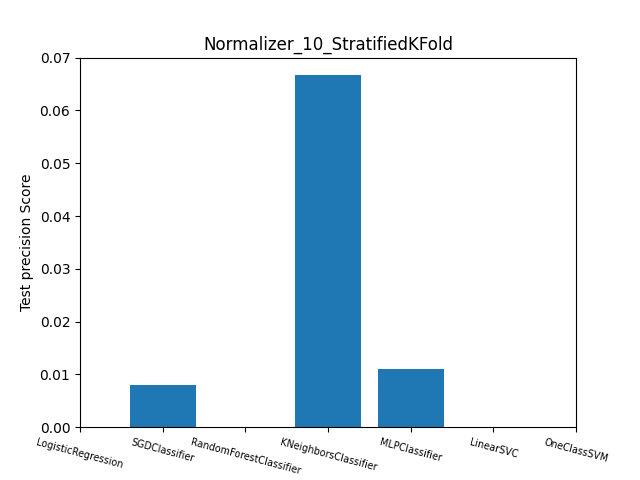 Normalizer_10_StratifiedKFold
0.07
0.06
0.05
0.04
0.03
0.02
0.01
0.00
Test precision Score
LogisticRegression
SGDClassifier
RandomForestClassifier
KNeighborsClassifier
MLPClassifier
LinearSVC
OneClassSVM